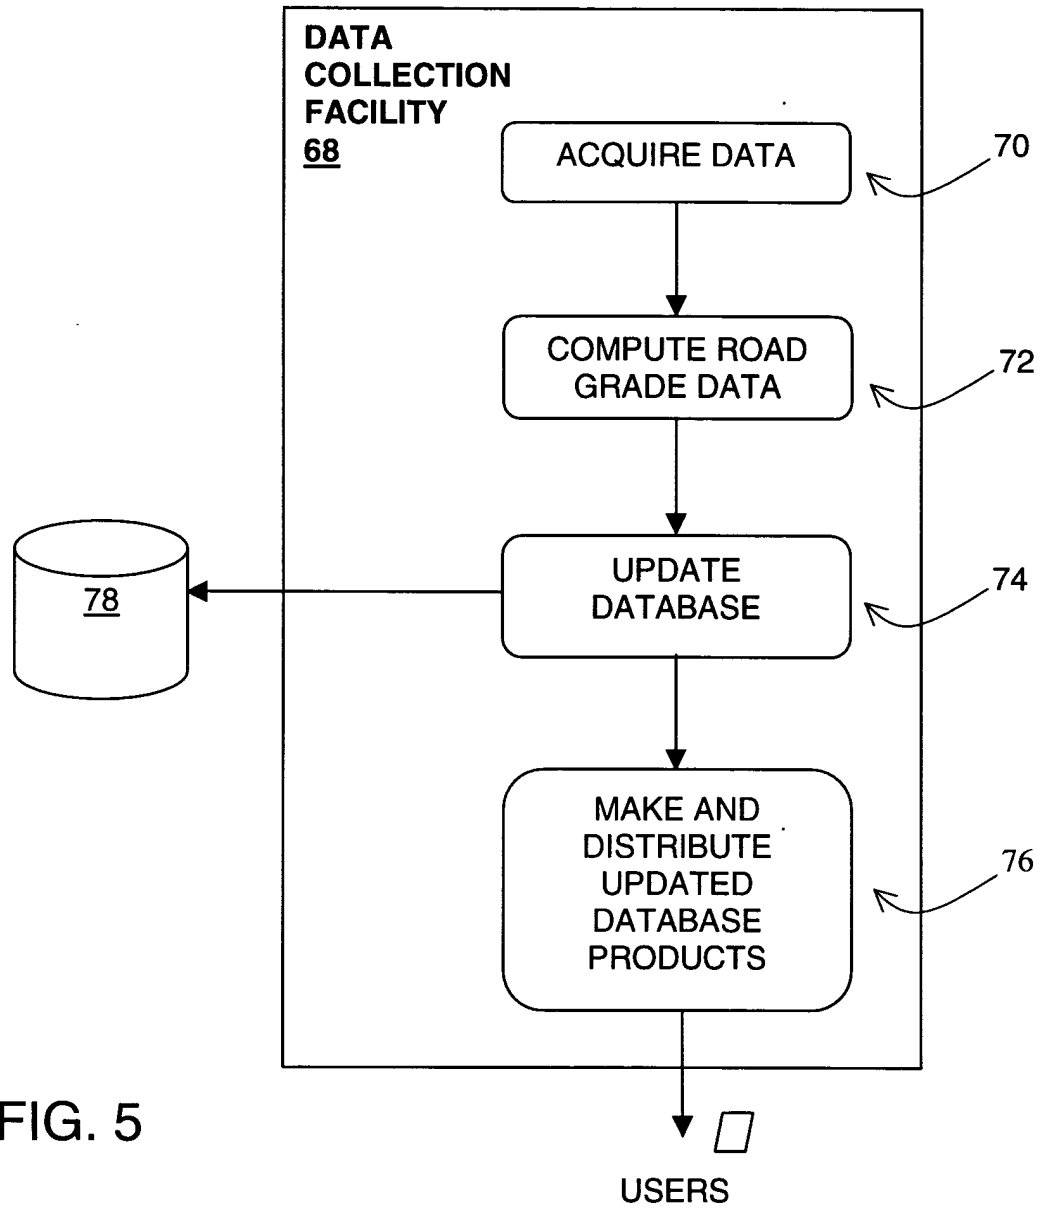 DATA
COLLECTION
FACILITY
68
ACQUIRE DATA
70
COMPUTE ROAD
GRADE DATA
72
UPDATE
DATABASE
74
78
MAKE AND
DISTRIBUTE
UPDATED
DATABASE
PRODUCTS
76
FIG. 5
USERS